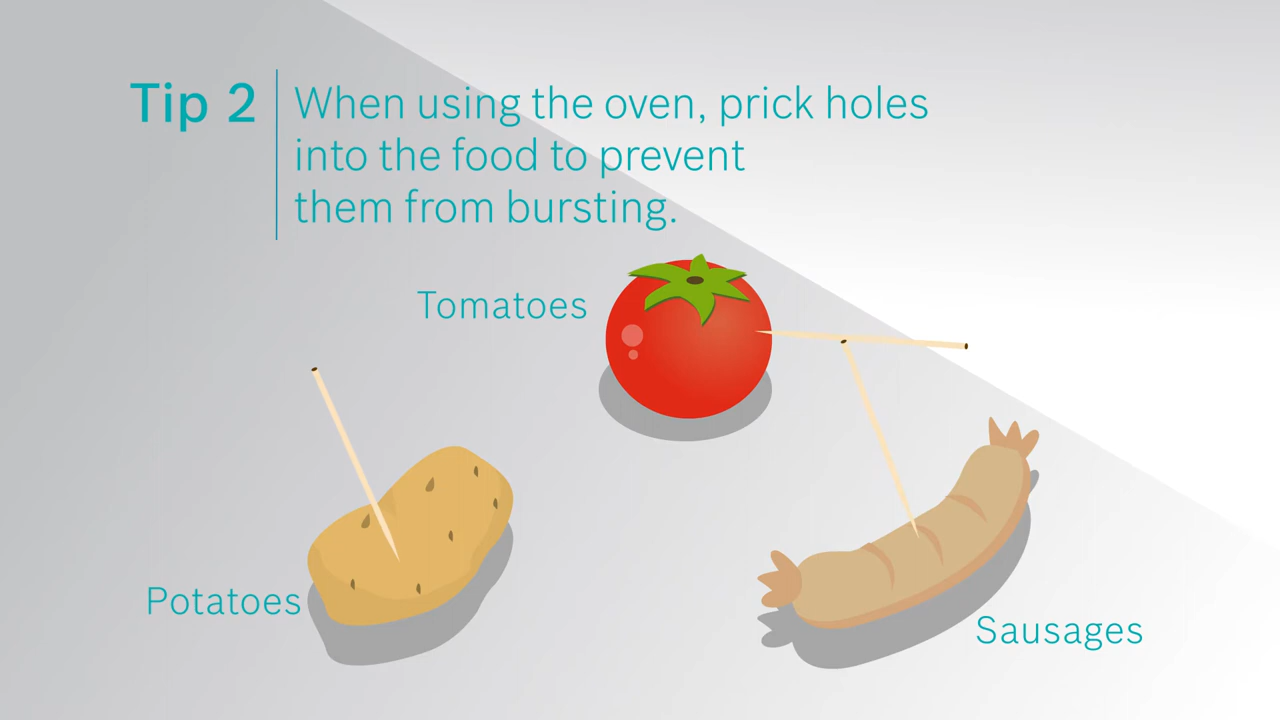 Tip 2
When using the oven, prick holes
into the food to prevent
them from bursting.
Tomatoes
Potatoes
Sausages